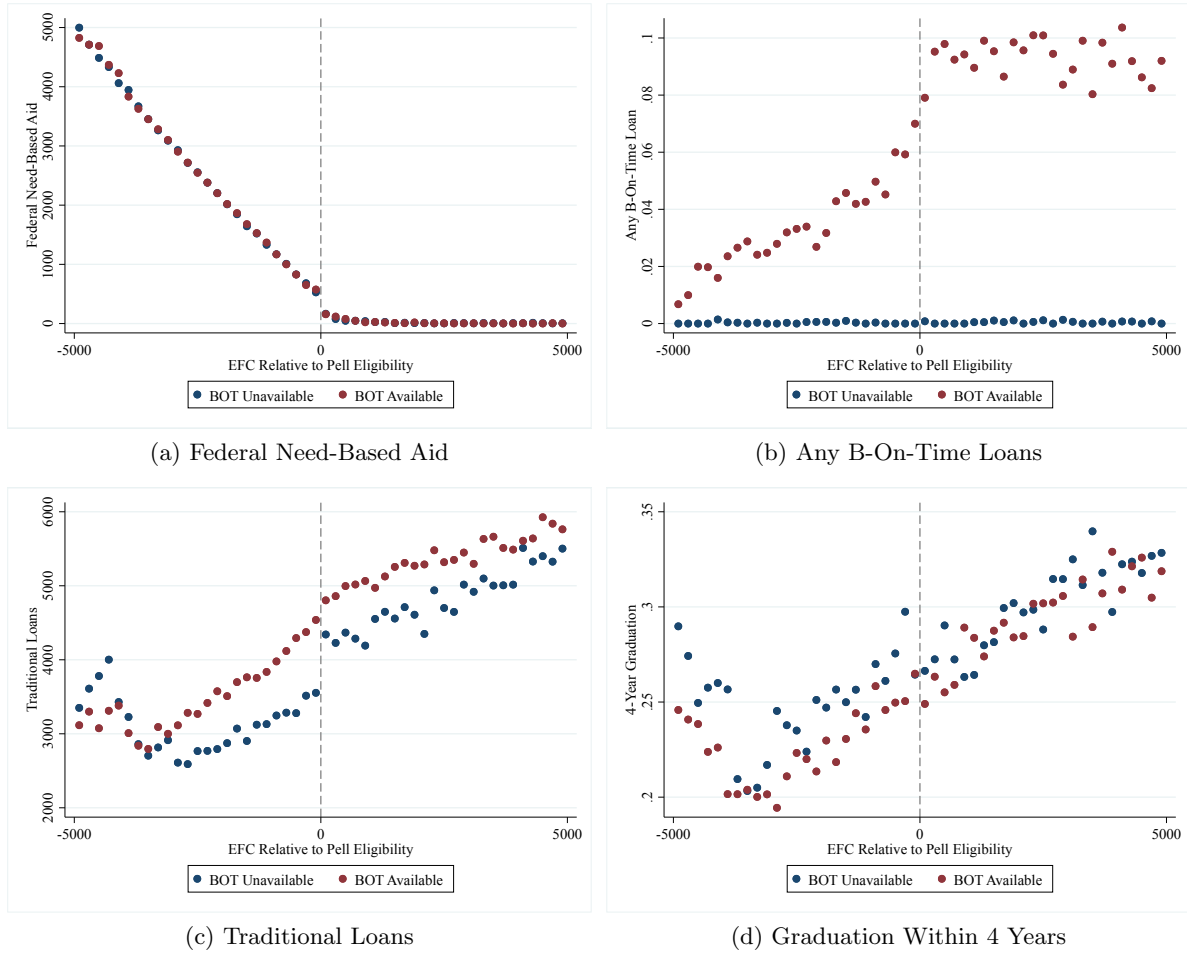 Federal Need-Based Aid
5000
4000
3000
2000
1000
0
-5000 0 5000
EFC Relative to Pell Eligibility
BOT Unavailable BOT Available
(a) Federal Need-Based Aid
Any B-On-Time Loan
.1
.08
.06
.04
.02
0
-5000 0 5000
EFC Relative to Pell Eligibility
BOT Unavailable BOT Available
(b) Any B-On-Time Loans
Traditional Loans
6000
5000
4000
3000
2000
-5000 0 5000
EFC Relative to Pell Eligibility
BOT Unavailable BOT Available
(c) Traditional Loans
4-Year Graduation
.35
.3
.25
.2
-5000 0 5000
EFC Relative to Pell Eligibility
BOT Unavailable BOT Available
(d) Graduation Within 4 Years